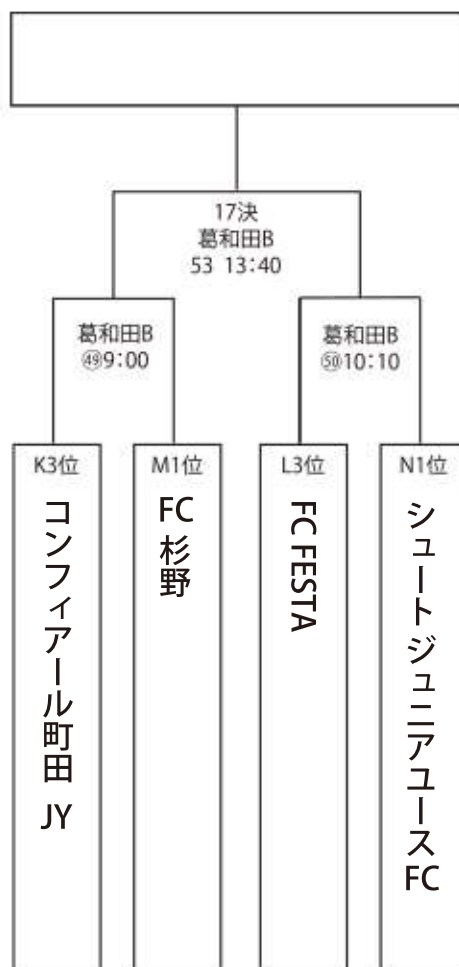 17決
葛和田B
53 13:40
葛和田B
㊾9:00
葛和田B
㊿10:10
K3位
コンフィアール町田 JY
M1位
FC 杉野
L3位
FC FESTA
N1位
シュート ジュニアユース FC